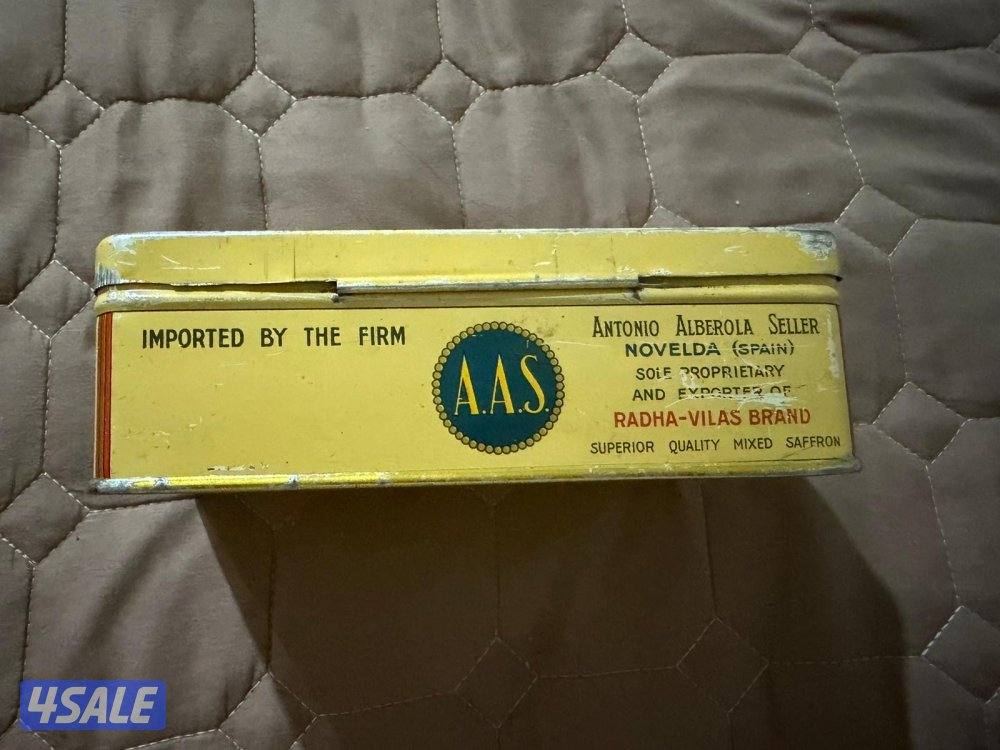 IMPORTED BY THE FIRM
A.A.S.
ANTONIO ALBEROLA SELLER
NOVELDA (SPAIN)
SOLE PROPRIETARY
AND EXPORTER OF
RADHA-VILAS BRAND
SUPERIOR QUALITY MIXED SAFFRON
4SALE